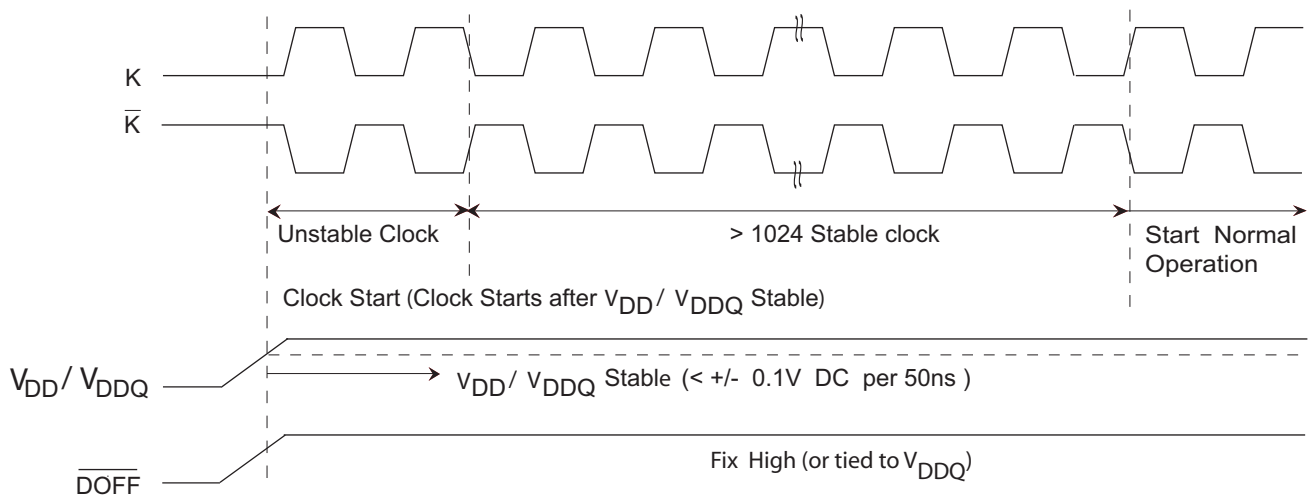 K
K̅
Unstable Clock
> 1024 Stable clock
Start Normal
Operation
Clock Start (Clock Starts after VDD / VDDQ Stable)
VDD / VDDQ
VDD / VDDQ Stable (< +/- 0.1V DC per 50ns )
Fix High (or tied to VDDQ)
D̅O̅F̅F̅